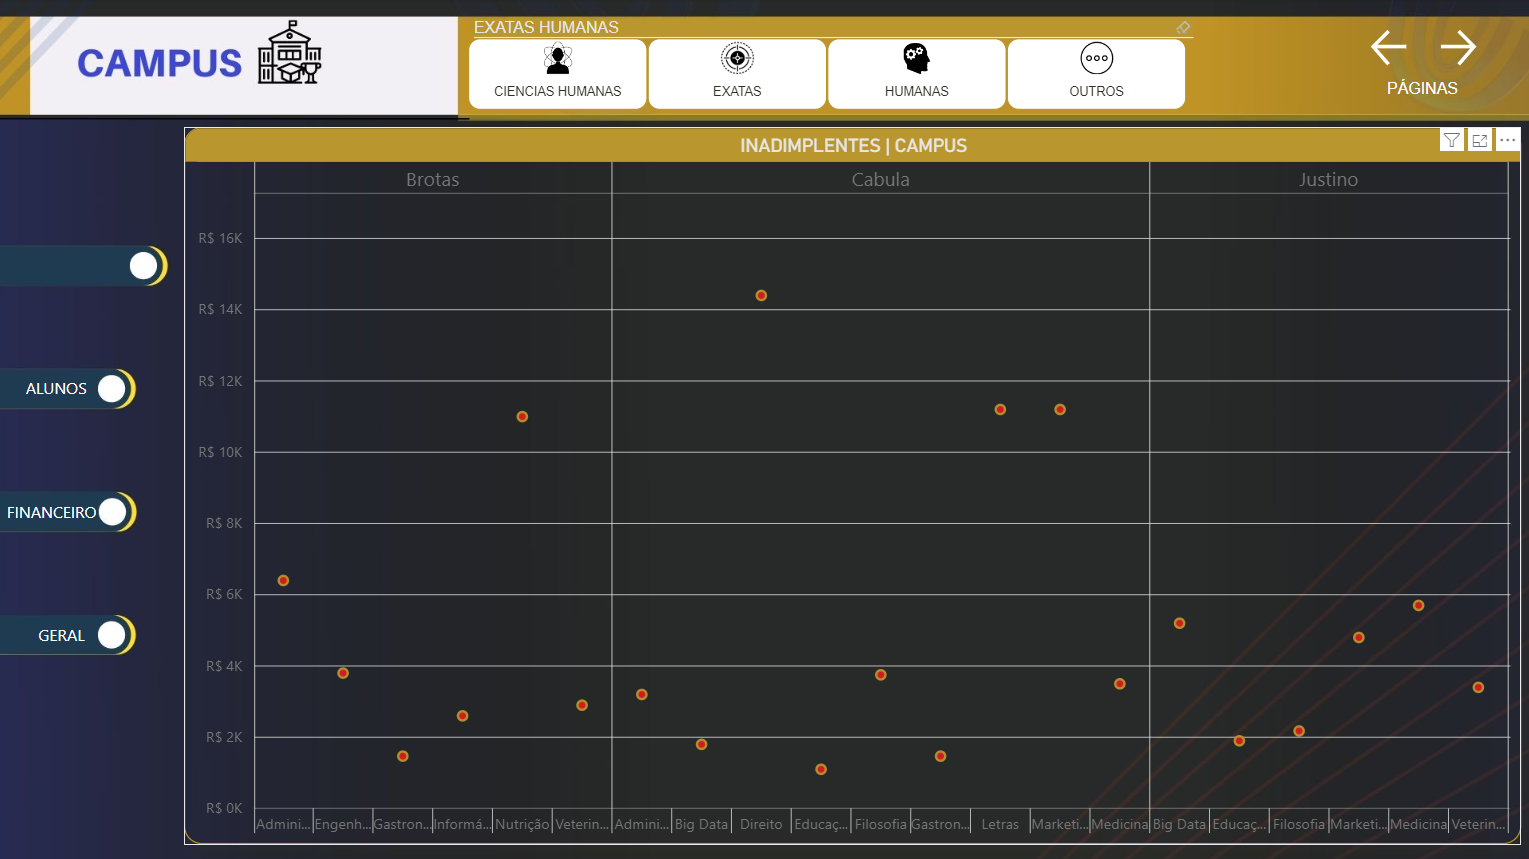 CAMPUS
EXATAS HUMANAS
CIENCIAS HUMANAS
EXATAS
HUMANAS
OUTROS
PÁGINAS
INADIMPLENTES | CAMPUS
Brotas
Cabula
Justino
R$ 16K
R$ 14K
R$ 12K
R$ 10K
R$ 8K
R$ 6K
R$ 4K
R$ 2K
R$ 0K
ALUNOS
FINANCEIRO
GERAL
Admini... Engenh... Gastron... Informá... Nutrição Veterin... Admini... Big Data Direito Educaç... Filosofia Gastron... Letras Marketi... Medicina Big Data Educaç... Filosofia Marketi... Medicina Veterin...